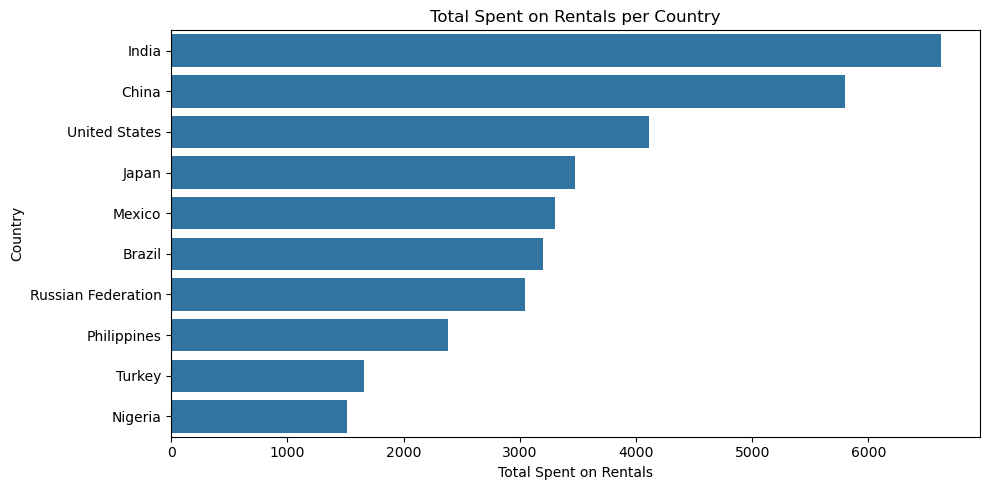 Total Spent on Rentals per Country
Country
India
China
United States
Japan
Mexico
Brazil
Russian Federation
Philippines
Turkey
Nigeria
0 1000 2000 3000 4000 5000 6000
Total Spent on Rentals